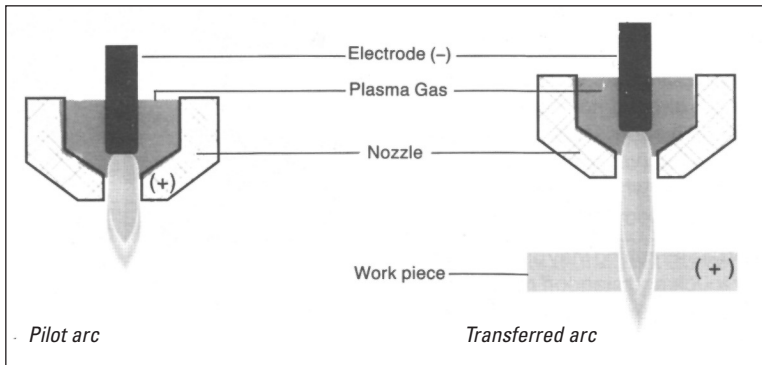 Electrode (–)
Plasma Gas
Nozzle
(+)
Work piece
(+)
Pilot arc
Transferred arc